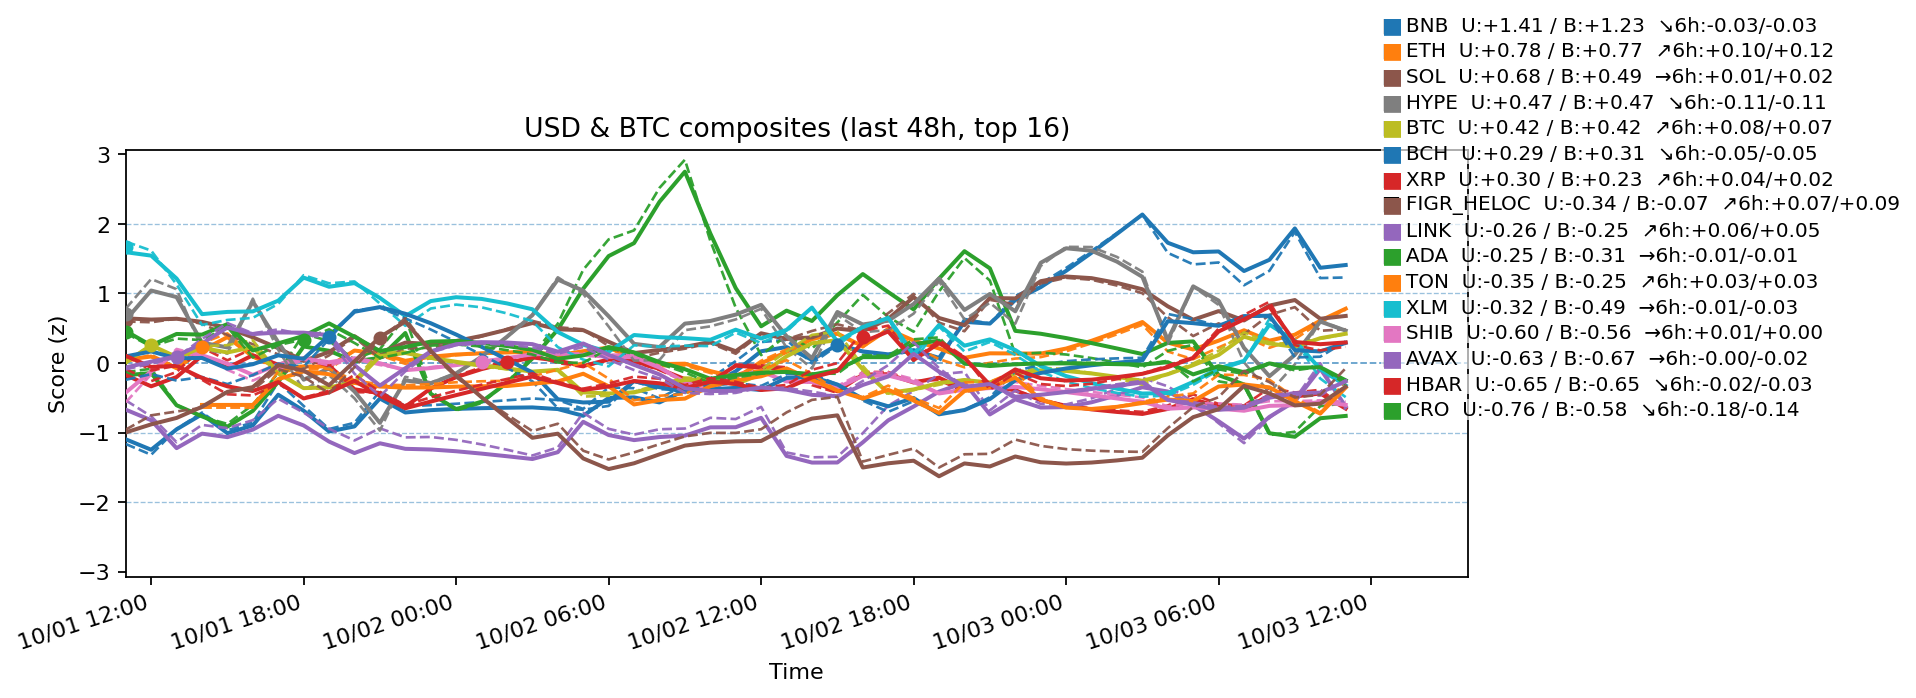 BNB U:+1.41 / B:+1.23 ↘6h:-0.03/-0.03
ETH U:+0.78 / B:+0.77 ↗6h:+0.10/+0.12
SOL U:+0.68 / B:+0.49 →6h:+0.01/+0.02
HYPE U:+0.47 / B:+0.47 ↘6h:-0.11/-0.11
BTC U:+0.42 / B:+0.42 ↗6h:+0.08/+0.07
BCH U:+0.29 / B:+0.31 ↘6h:-0.05/-0.05
XRP U:+0.30 / B:+0.23 ↗6h:+0.04/+0.02
FIGR_HELOC U:-0.34 / B:-0.07 ↗6h:+0.07/+0.09
LINK U:-0.26 / B:-0.25 ↗6h:+0.06/+0.05
ADA U:-0.25 / B:-0.31 →6h:-0.01/-0.01
TON U:-0.35 / B:-0.25 ↗6h:+0.03/+0.03
XLM U:-0.32 / B:-0.49 →6h:-0.01/-0.03
SHIB U:-0.60 / B:-0.56 →6h:+0.01/+0.00
AVAX U:-0.63 / B:-0.67 →6h:-0.00/-0.02
HBAR U:-0.65 / B:-0.65 ↘6h:-0.02/-0.03
CRO U:-0.76 / B:-0.58 ↘6h:-0.18/-0.14
USD & BTC composites (last 48h, top 16)
Score (z)
3
2
1
0
−1
−2
−3
10/01 12:00
10/01 18:00
10/02 00:00
10/02 06:00
10/02 12:00
10/02 18:00
10/03 00:00
10/03 06:00
10/03 12:00
Time